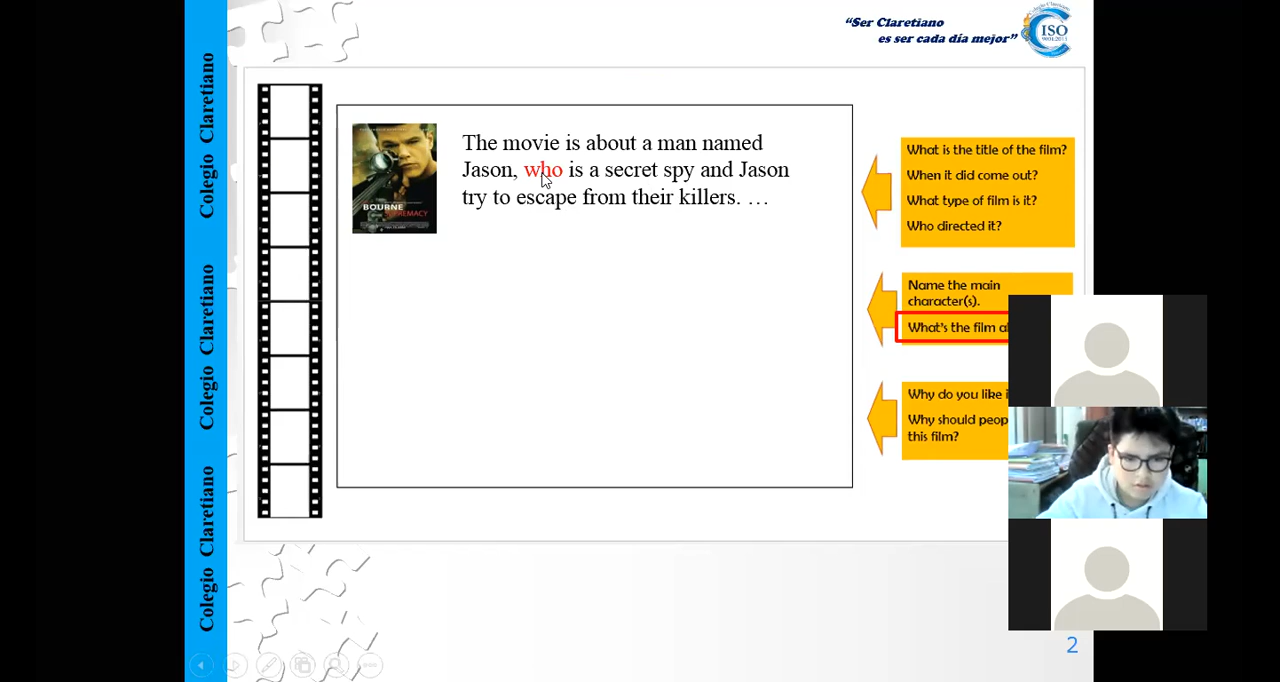 “Ser Claretiano
es ser cada día mejor”
ISO
9001:2015
Colegio Claretiano
Colegio Claretiano
Colegio Claretiano
BOURNE
SUPREMACY
The movie is about a man named
Jason, who is a secret spy and Jason
try to escape from their killers. …
What is the title of the film?
When it did come out?
What type of film is it?
Who directed it?
Name the main
character(s).
What's the film
Why do you like
Why should
this film?
2